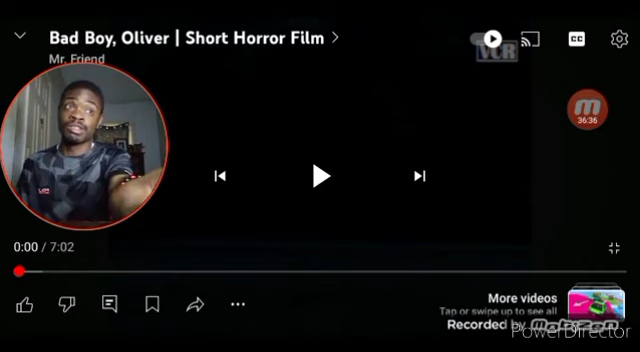 Bad Boy, Oliver | Short Horror Film
Mr. Friend
VCR
CC
36:36
0:00 / 7:02
More videos
Tap or swipe up to see all
Recorded by Mobizen
PowerDirector